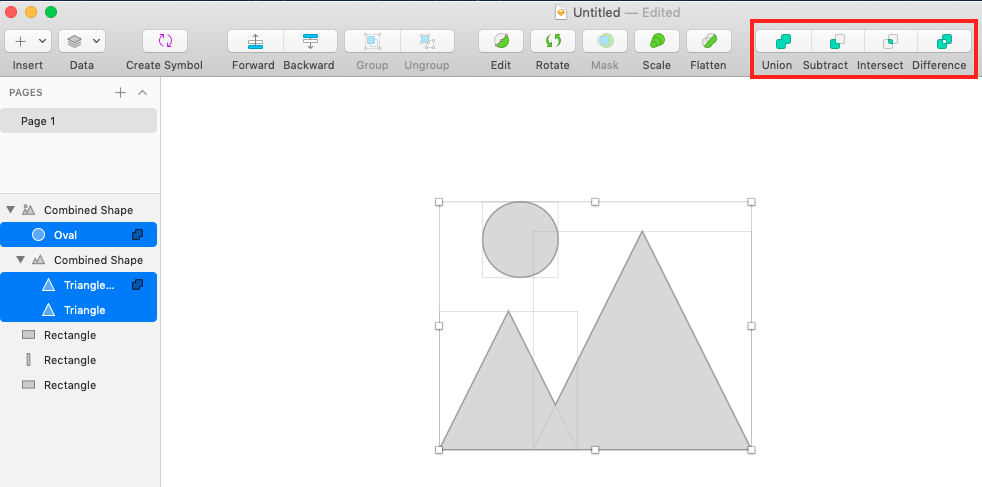 Untitled — Edited
Insert Data Create Symbol Forward Backward Group Ungroup Edit Rotate Mask Scale Flatten Union Subtract Intersect Difference
PAGES
Page 1
Combined Shape
Oval
Combined Shape
Triangle...
Triangle
Rectangle
Rectangle
Rectangle